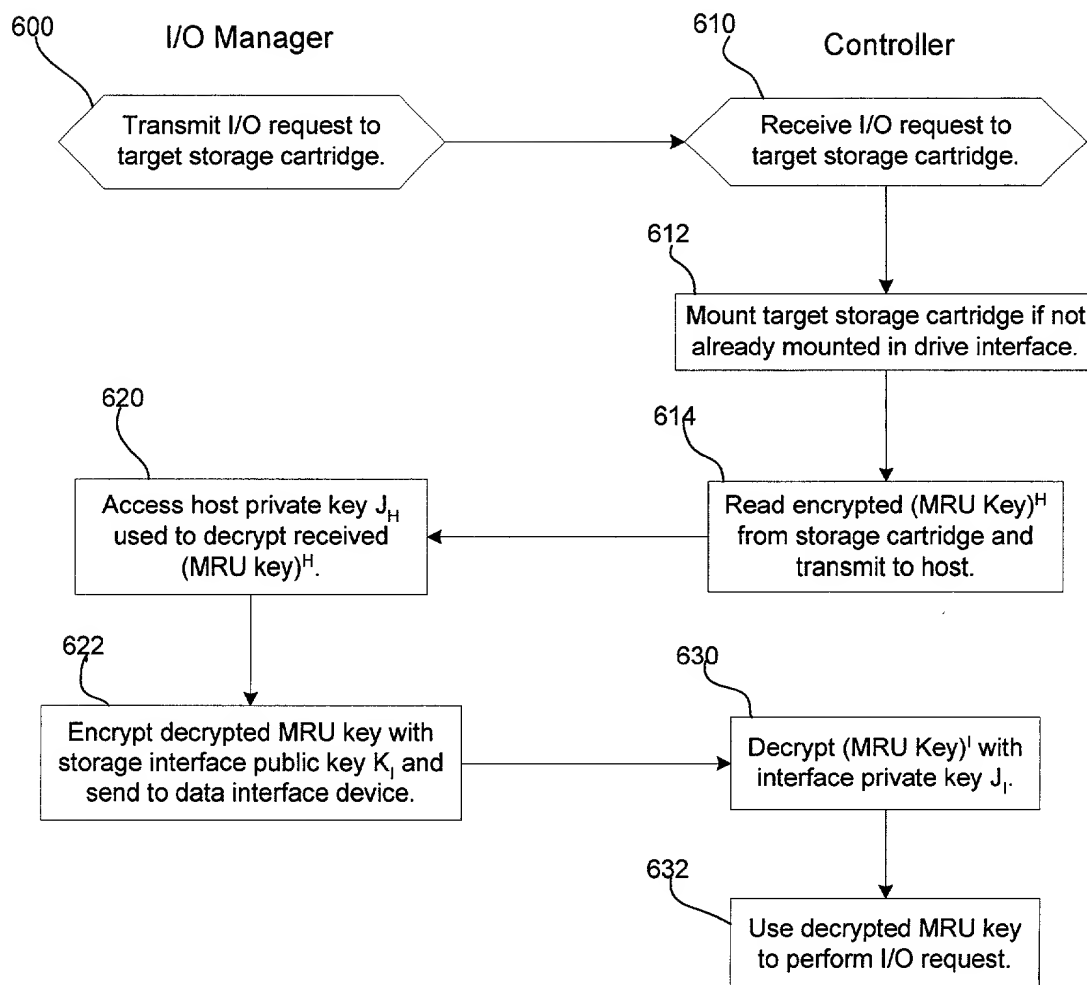 600
I/O Manager
610
Controller
Transmit I/O request to
target storage cartridge.
Receive I/O request to
target storage cartridge.
612
Mount target storage cartridge if not
already mounted in drive interface.
620
614
Access host private key J_H
used to decrypt received
(MRU key)^H.
Read encrypted (MRU Key)^H
from storage cartridge and
transmit to host.
622
630
Encrypt decrypted MRU key with
storage interface public key K_I and
send to data interface device.
Decrypt (MRU Key)^I with
interface private key J_I.
632
Use decrypted MRU key
to perform I/O request.